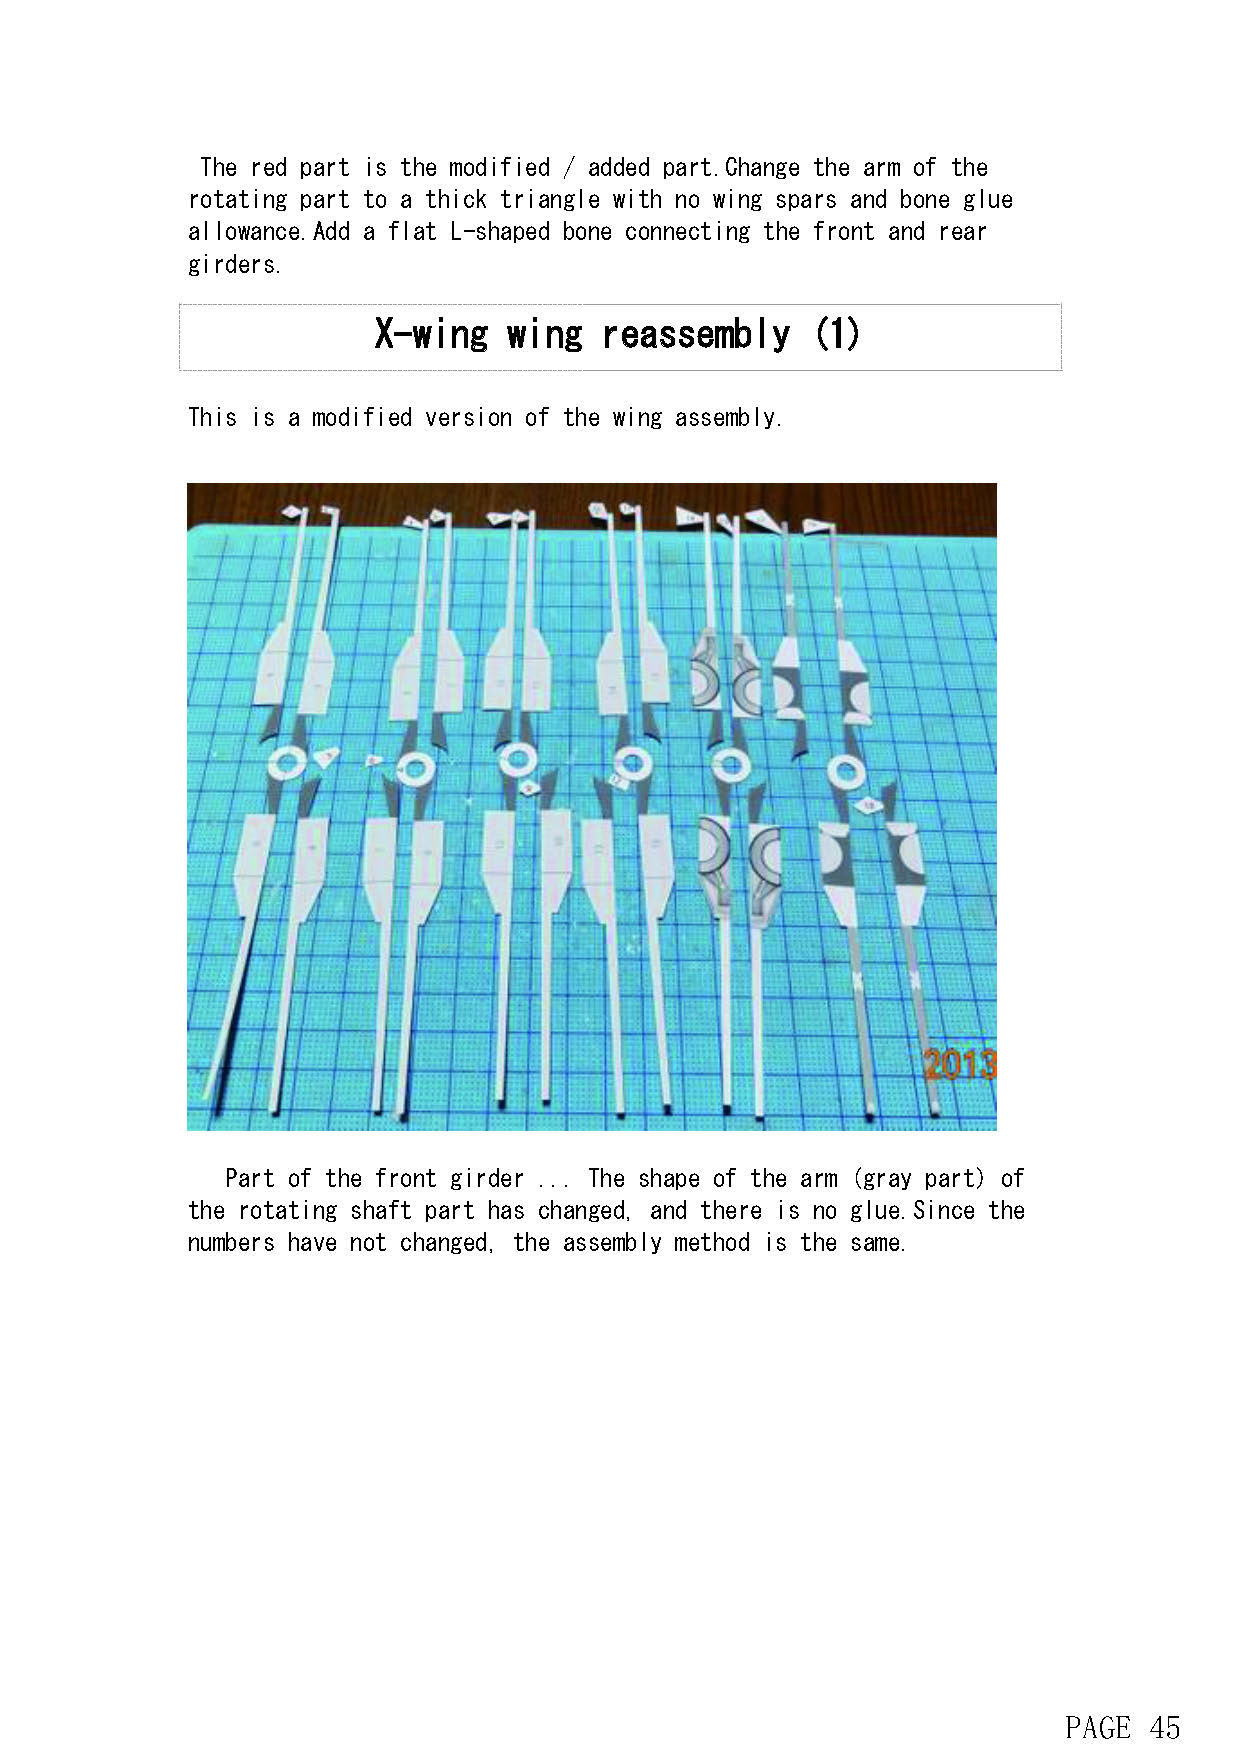 The red part is the modified / added part.Change the arm of the
rotating part to a thick triangle with no wing spars and bone glue
allowance.Add a flat L-shaped bone connecting the front and rear
girders.
X-wing wing reassembly (1)
This is a modified version of the wing assembly.
2013
Part of the front girder ... The shape of the arm (gray part) of
the rotating shaft part has changed, and there is no glue.Since the
numbers have not changed, the assembly method is the same.
PAGE 45